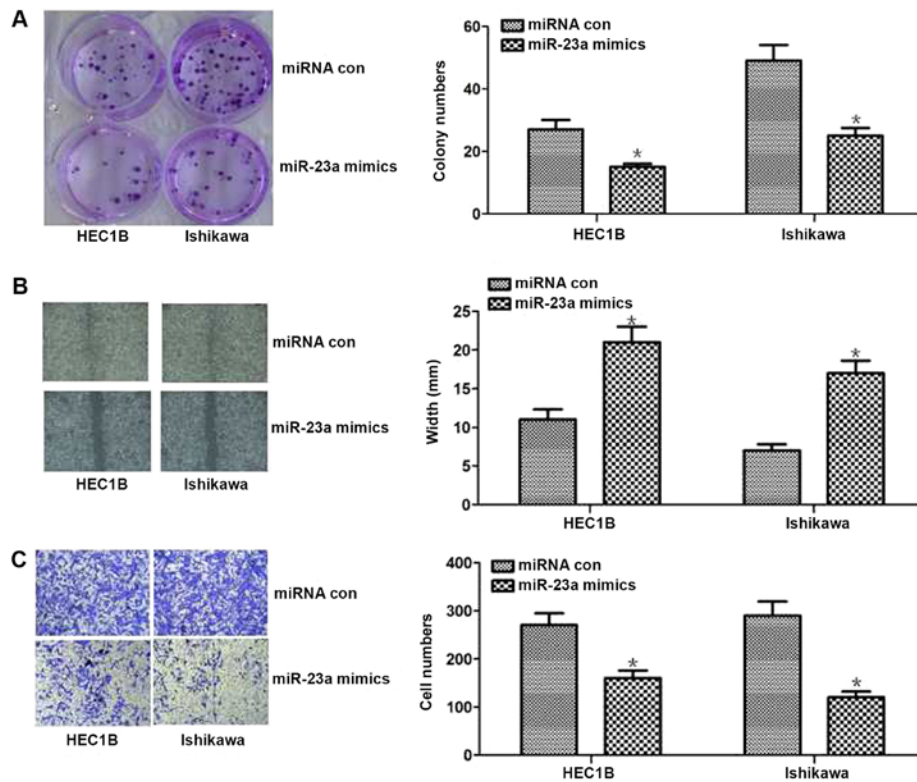 A
miRNA con
miR-23a mimics
HEC1B
Ishikawa
Colony numbers
60
40
20
0
miRNA con
miR-23a mimics
*
*
HEC1B
Ishikawa
B
miRNA con
miR-23a mimics
HEC1B
Ishikawa
Width (mm)
25
20
15
10
5
0
miRNA con
miR-23a mimics
*
*
HEC1B
Ishikawa
C
miRNA con
miR-23a mimics
HEC1B
Ishikawa
Cell numbers
400
300
200
100
0
miRNA con
miR-23a mimics
*
*
HEC1B
Ishikawa